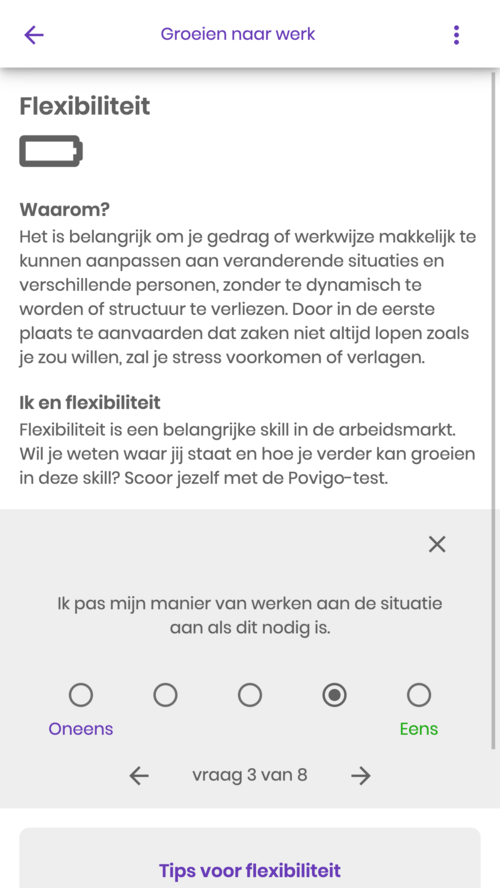 Groeien naar werk
Flexibiliteit
Waarom?
Het is belangrijk om je gedrag of werkwijze makkelijk te
kunnen aanpassen aan veranderende situaties en
verschillende personen, zonder te dynamisch te
worden of structuur te verliezen. Door in de eerste
plaats te aanvaarden dat zaken niet altijd lopen zoals
je zou willen, zal je stress voorkomen of verlagen.
Ik en flexibiliteit
Flexibiliteit is een belangrijke skill in de arbeidsmarkt.
Wil je weten waar jij staat en hoe je verder kan groeien
in deze skill? Scoor jezelf met de Povigo-test.
Ik pas mijn manier van werken aan de situatie
aan als dit nodig is.
Oneens
Eens
vraag 3 van 8
Tips voor flexibiliteit